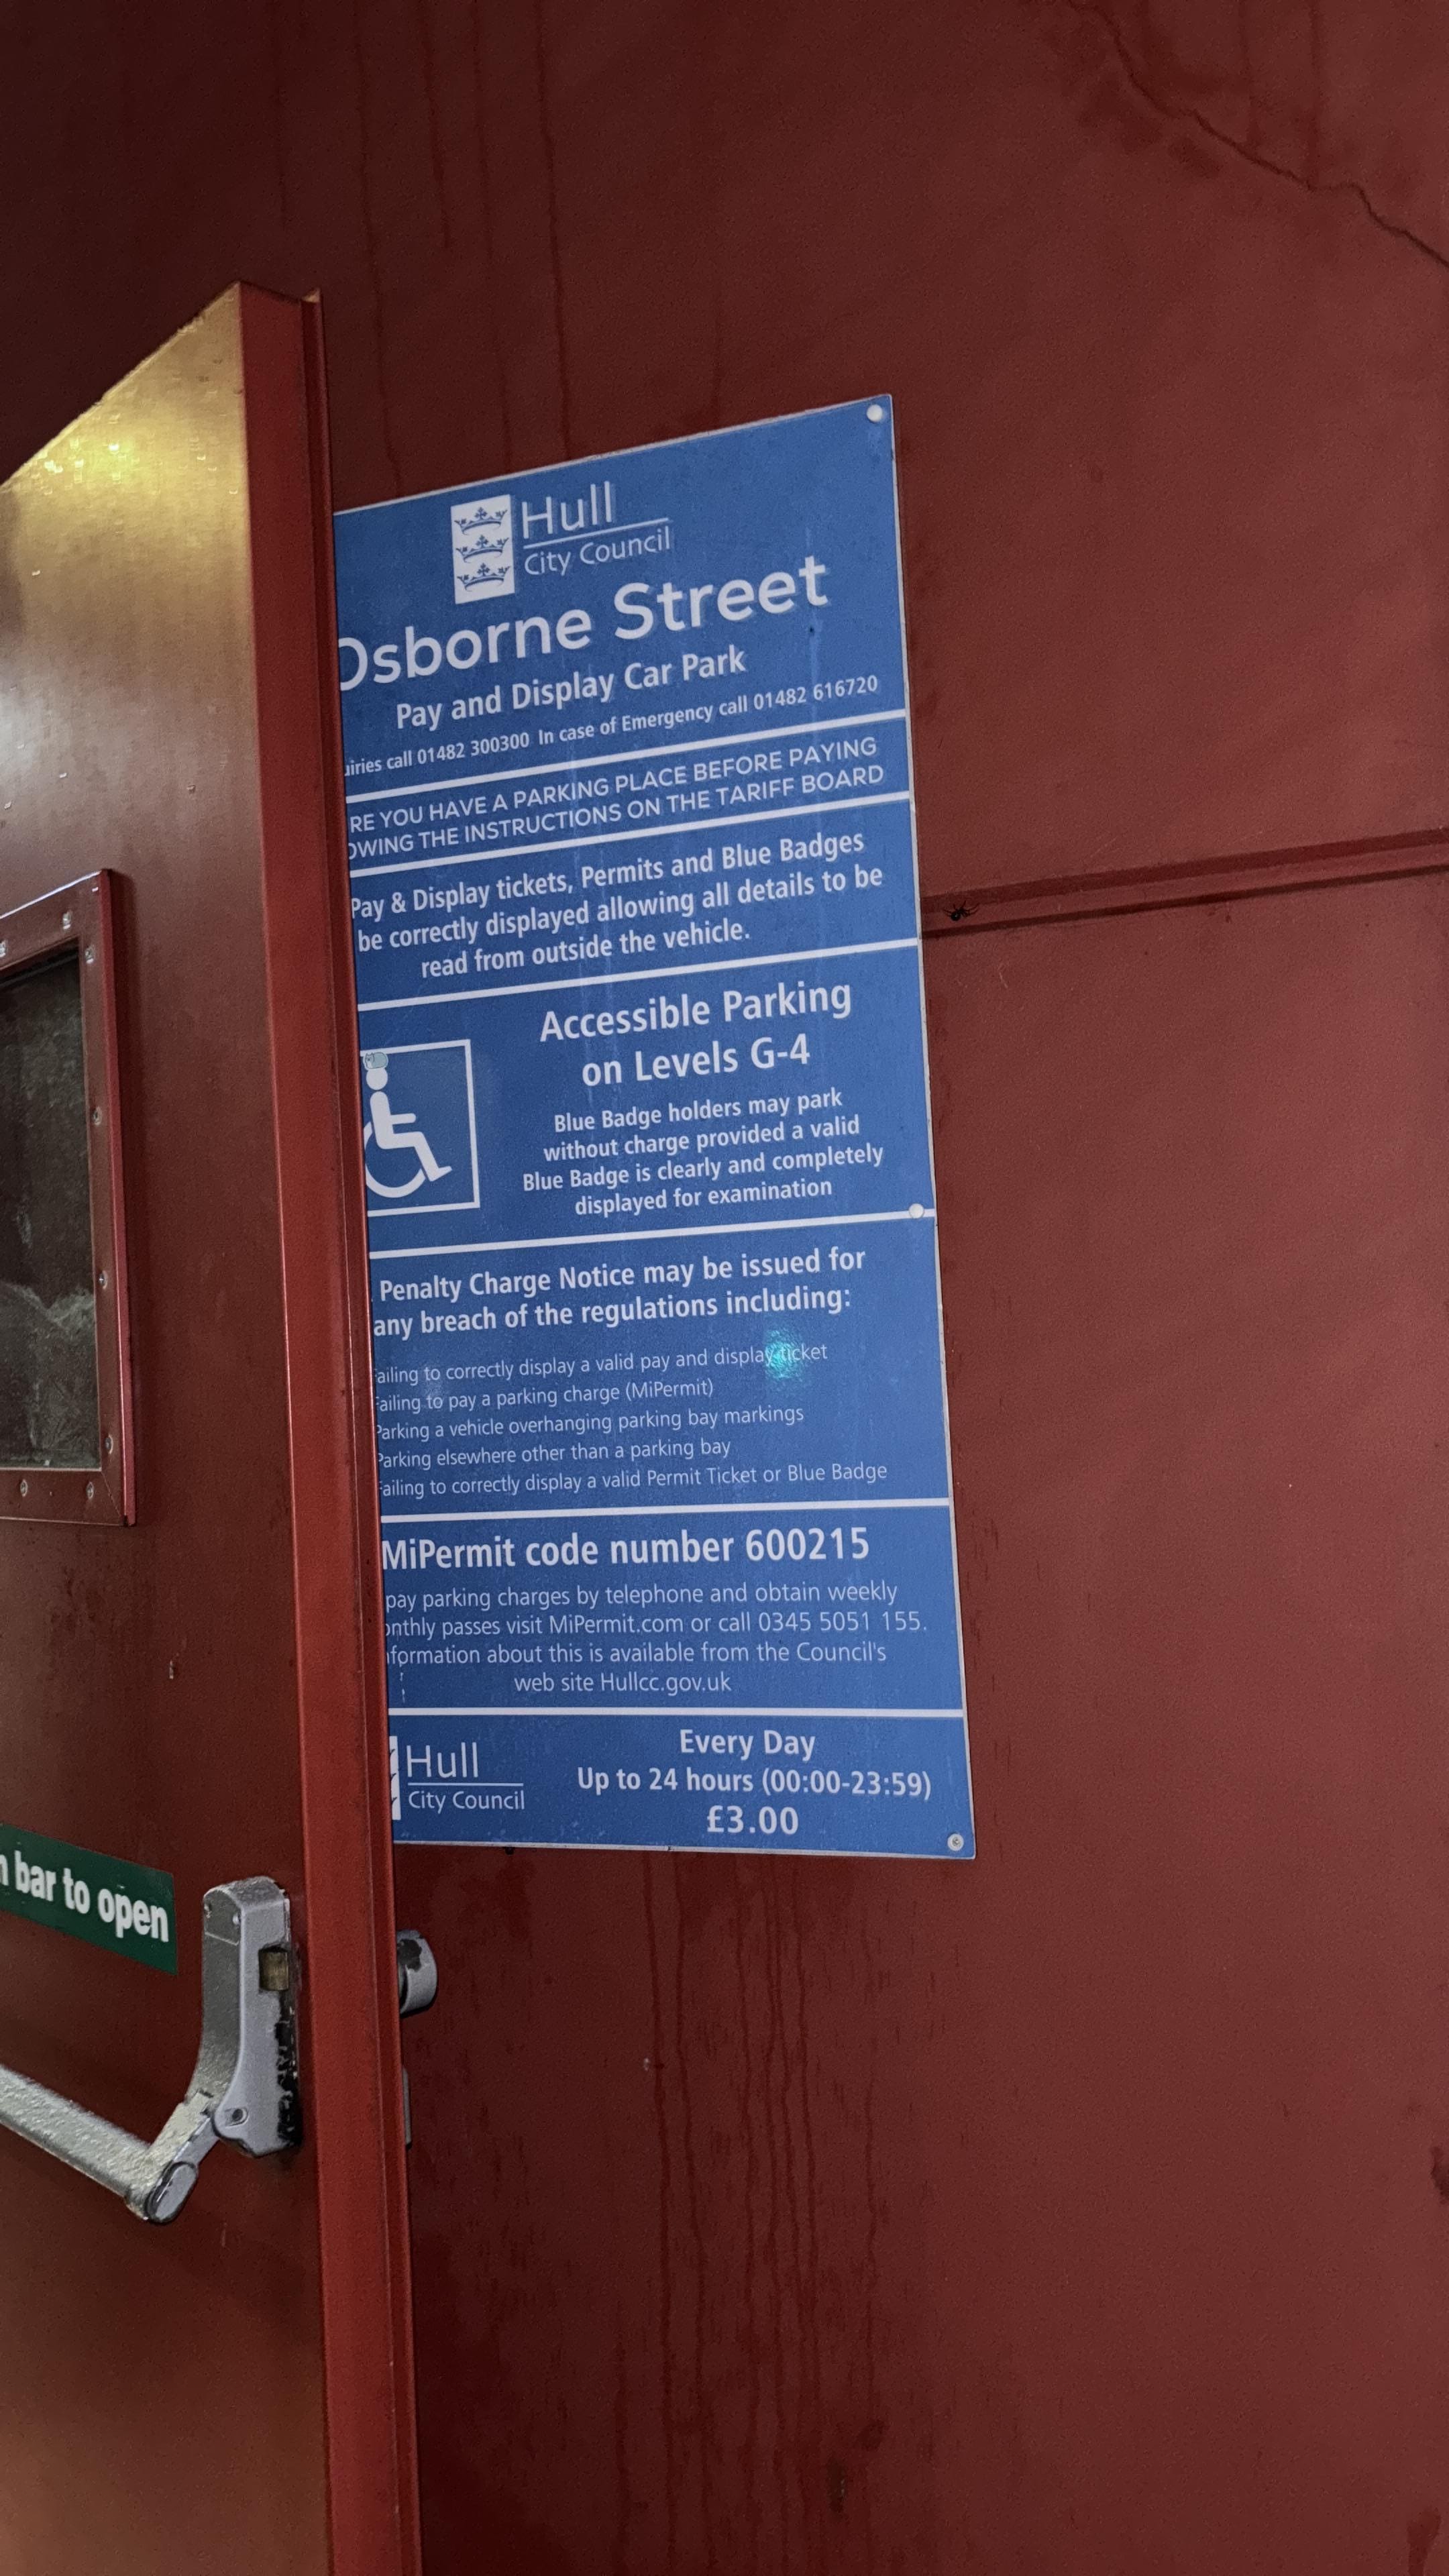 Hull
City Council
Osborne Street
Pay and Display Car Park
call 01482 300300 In case of Emergency call 01482 616720
YOU HAVE A PARKING PLACE BEFORE PAYING
THE INSTRUCTIONS ON THE TARIFF BOARD
Pay & Display tickets, Permits and Blue Badges
be correctly displayed allowing all details to be
read from outside the vehicle.
Accessible Parking
on Levels G-4
Blue Badge holders may park
without charge provided a valid
Blue Badge is clearly and completely
displayed for examination
Penalty Charge Notice may be issued for
any breach of the regulations including:
ailing to correctly display a valid pay and display ticket
ailing to pay a parking charge (MiPermit)
Parking a vehicle overhanging parking bay markings
Parking elsewhere other than a parking bay
ailing to correctly display a valid Permit Ticket or Blue Badge
MiPermit code number 600215
pay parking charges by telephone and obtain weekly
onthly passes visit MiPermit.com or call 0345 5051 155.
nformation about this is available from the Council's
web site Hullcc.gov.uk
Hull
City Council
Every Day
Up to 24 hours (00:00-23:59)
£3.00
bar to open